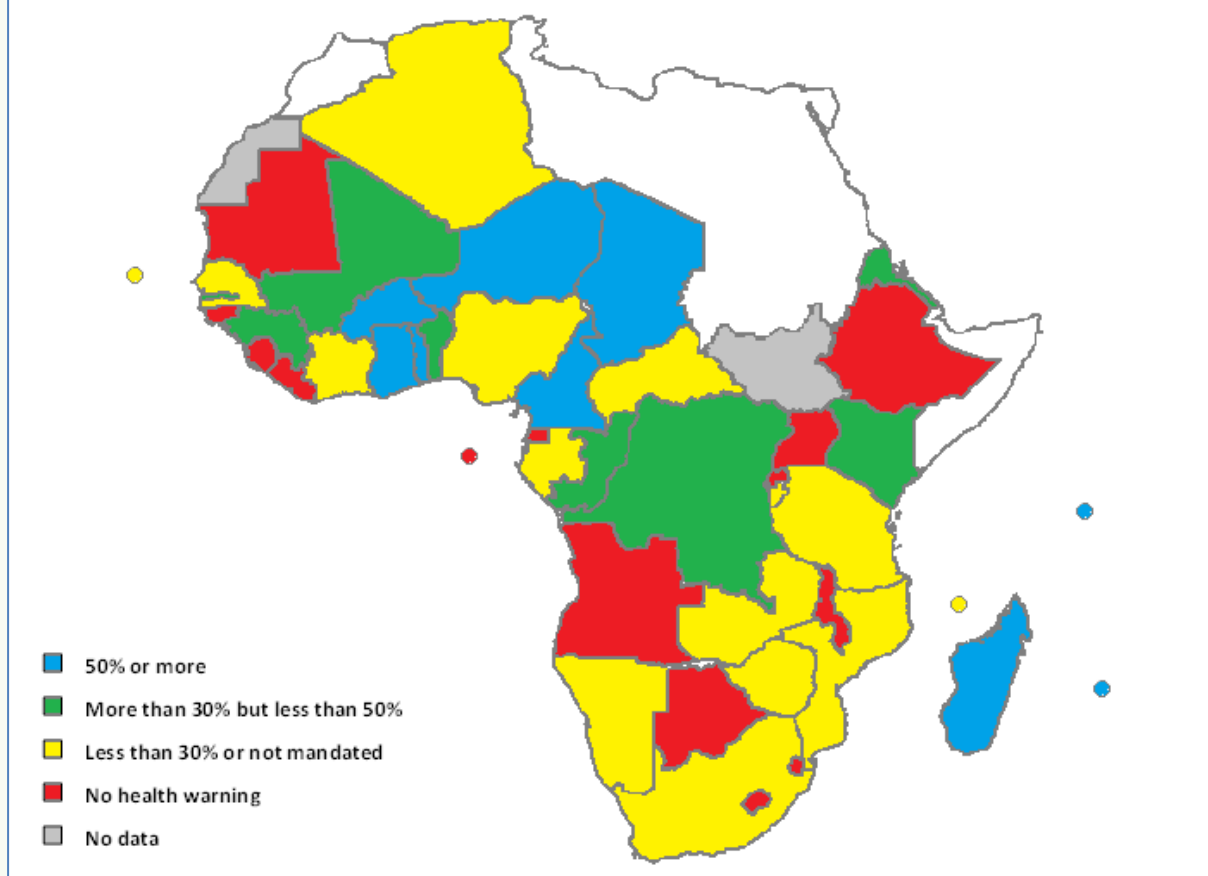 50% or more
More than 30% but less than 50%
Less than 30% or not mandated
No health warning
No data